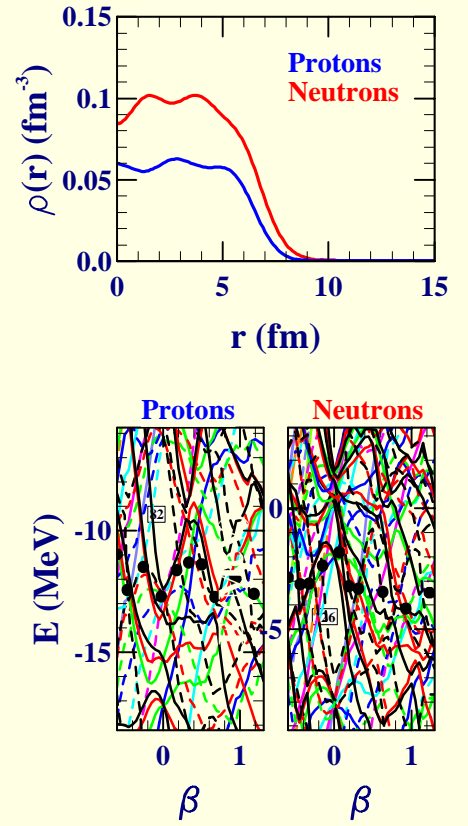 0.15
0.1
0.05
0.0
ρ(r) (fm⁻³)
Protons
Neutrons
0 5 10 15
r (fm)
Protons Neutrons
E (MeV)
-10
-15
0
-5
82
0 1 0 1
β β